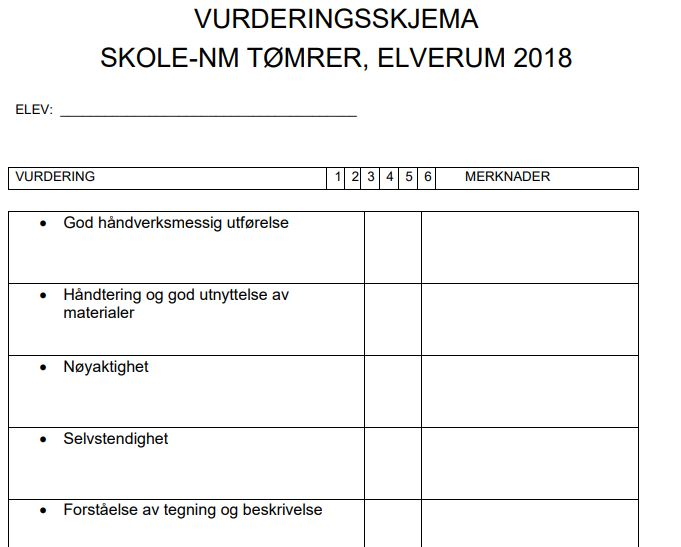 VURDERINGSSKJEMA
SKOLE-NM TØMRER, ELVERUM 2018
ELEV: ________________________________________
VURDERING 1 2 3 4 5 6 MERKNADER
• God håndverksmessig utførelse
• Håndtering og god utnyttelse av
materialer
• Nøyaktighet
• Selvstendighet
• Forståelse av tegning og beskrivelse